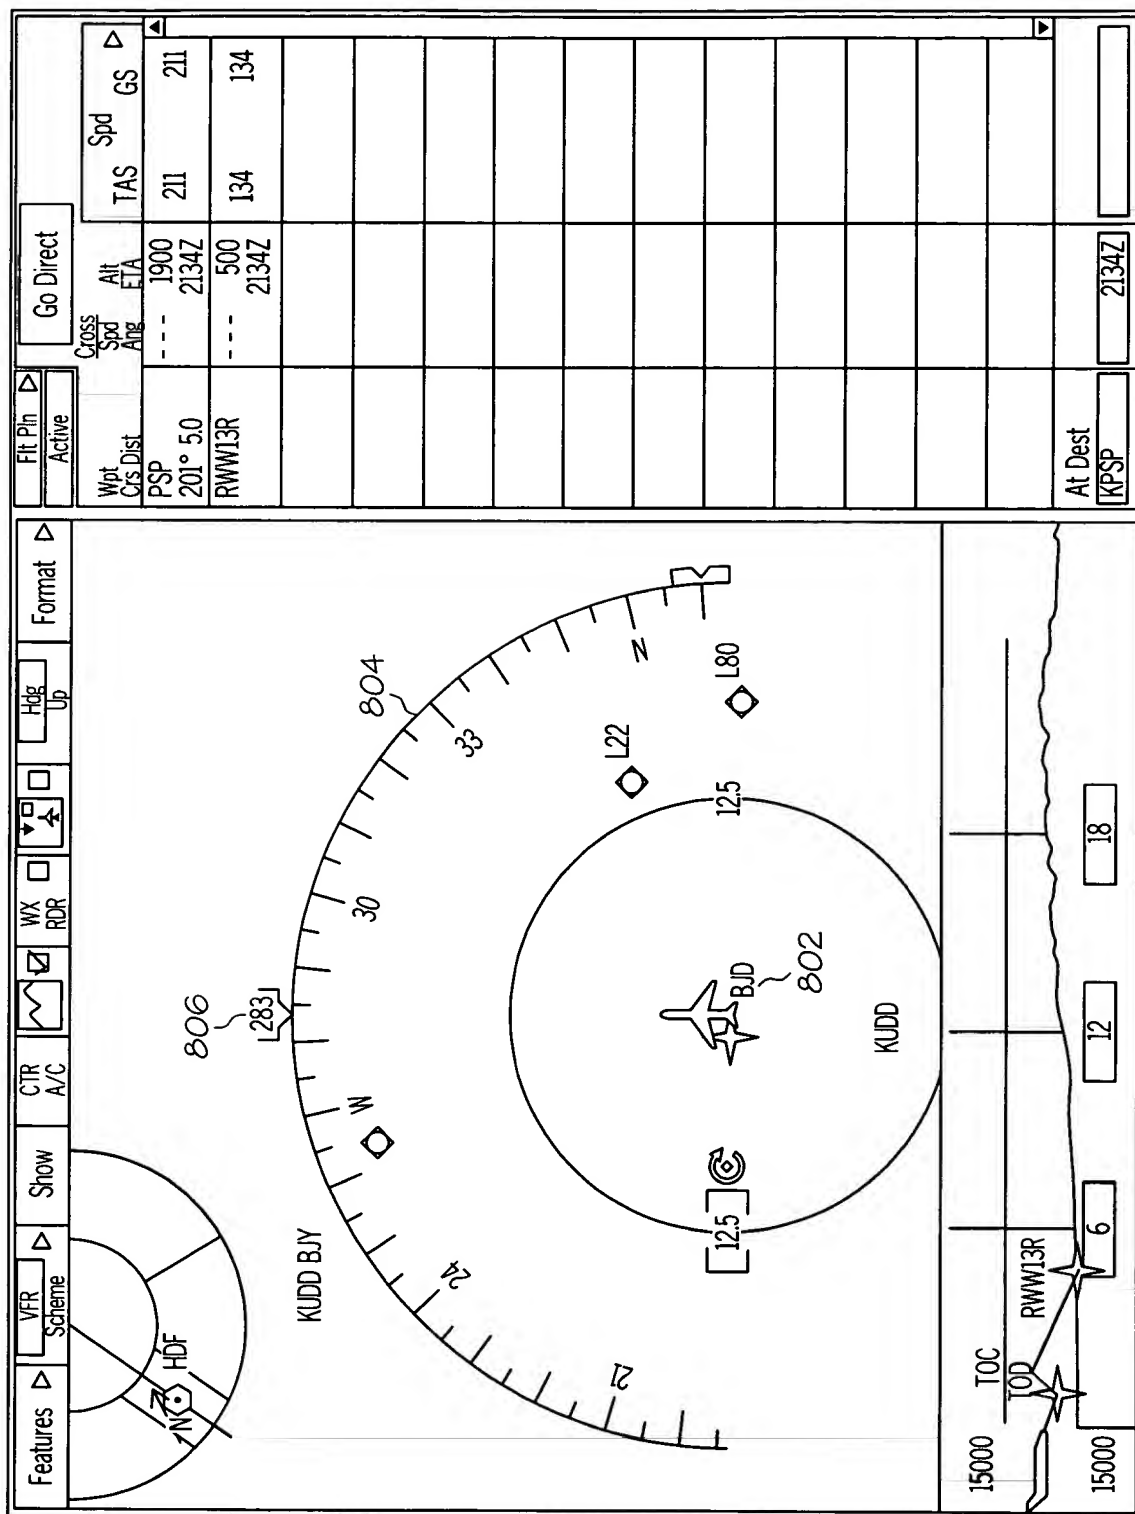 Features
VFR
Scheme
Show
CTR
A/C
WX
RDR
Hdg
Up
Format
Flt Pln
Active
Go Direct
Wpt
Crs Dist
Cross
Spd
Ang
Alt
ETA
Spd
TAS GS
PSP --- 1900 211 211
201° 5.0 2134Z
RWW13R --- 500 134 134
2134Z
At Dest
KPSP 2134Z
N
HDF
KUDD BJY
806
L283
804
21
24
W
30
33
N
L22
L80
12.5
12.5
BJD
802
KUDD
15000
TOC
TOD
RWW13R
15000
6
12
18